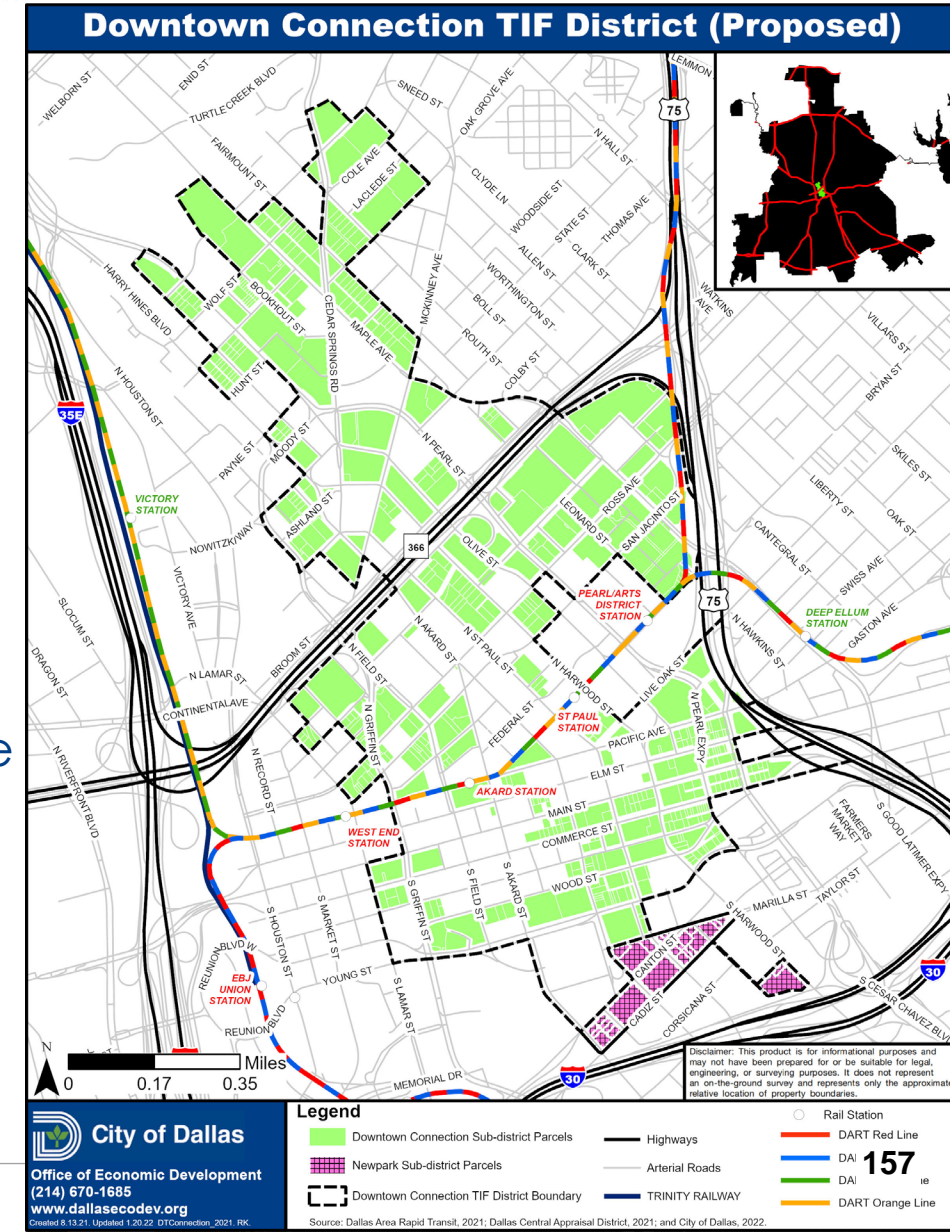 Downtown Connection TIF District (Proposed)
LEMMON
WELBORN ST
ENID ST
TURTLE CREEK BLVD
SNEED ST
OAK GROVE AVE
75
N HALL ST
FAIRMOUNT ST
COLE AVE
LACLEDE ST
CLYDE LN
WOODSIDE ST
STATE ST
THOMAS AVE
CLARK ST
ALLEN ST
WORTHINGTON ST
BOLL ST
ROUTH ST
COLBY ST
MCKINNEY AVE
WATKINS
AVE
HARRY HINES BLVD
WOLF ST
BOOKHOUT ST
CEDAR SPRINGS RD
MAPLE AVE
HUNT ST
VILLARS ST
BRYAN ST
N HOUSTON ST
35E
PAYNE ST
MOODY ST
N PEARL ST
SKILES ST
LIBERTY ST
OAK ST
VICTORY
STATION
ASHLAND ST
LEONARD ST
ROSS AVE
SAN JACINTO ST
NOWITZKI WAY
366
OLIVE ST
CANTEGRAL ST
SWISS AVE
VICTORY AVE
PEARL/ARTS
DISTRICT
STATION
75
DEEP ELLUM
STATION
GASTON AVE
SLOCUM ST
DRAGON ST
N HAWKINS ST
BROOM ST
N FIELD ST
N AKARD ST
N ST PAUL ST
N HARWOOD ST
LIVE OAK ST
N LAMAR ST
CONTINENTAL AVE
N GRIFFIN ST
FEDERAL ST
ST PAUL
STATION
N PEARL EXPY
PACIFIC AVE
e
N RIVERFRONT BLVD
N RECORD ST
ELM ST
AKARD STATION
MAIN ST
COMMERCE ST
WEST END
STATION
FARMERS
MARKET
WAY
S GOOD LATIMER EXPY
WOOD ST
S GRIFFIN ST
S FIELD ST
S AKARD ST
MARILLA ST
TAYLOR ST
S HARWOOD ST
S HOUSTON ST
S MARKET ST
REUNION BLVD W
YOUNG ST
CANTON ST
CADIZ ST
CORSICANA ST
30
EBJ
UNION
STATION
S LAMAR ST
S CESAR CHAVEZ BLVD
REUNION BLVD
N
Miles
0 0.17 0.35
MEMORIAL DR
30
Disclaimer: This product is for informational purposes and
may not have been prepared for or be suitable for legal,
engineering, or surveying purposes. It does not represent
an on-the-ground survey and represents only the approximate
relative location of property boundaries.
City of Dallas
Office of Economic Development
(214) 670-1685
www.dallasecodev.org
Created 8.13.21. Updated 1.20.22 DTConnection_2021. RK.
Legend
Downtown Connection Sub-district Parcels
Newpark Sub-district Parcels
Downtown Connection TIF District Boundary
Highways
Arterial Roads
TRINITY RAILWAY
Rail Station
DART Red Line
DART Orange Line
157
Source: Dallas Area Rapid Transit, 2021; Dallas Central Appraisal District, 2021; and City of Dallas, 2022.